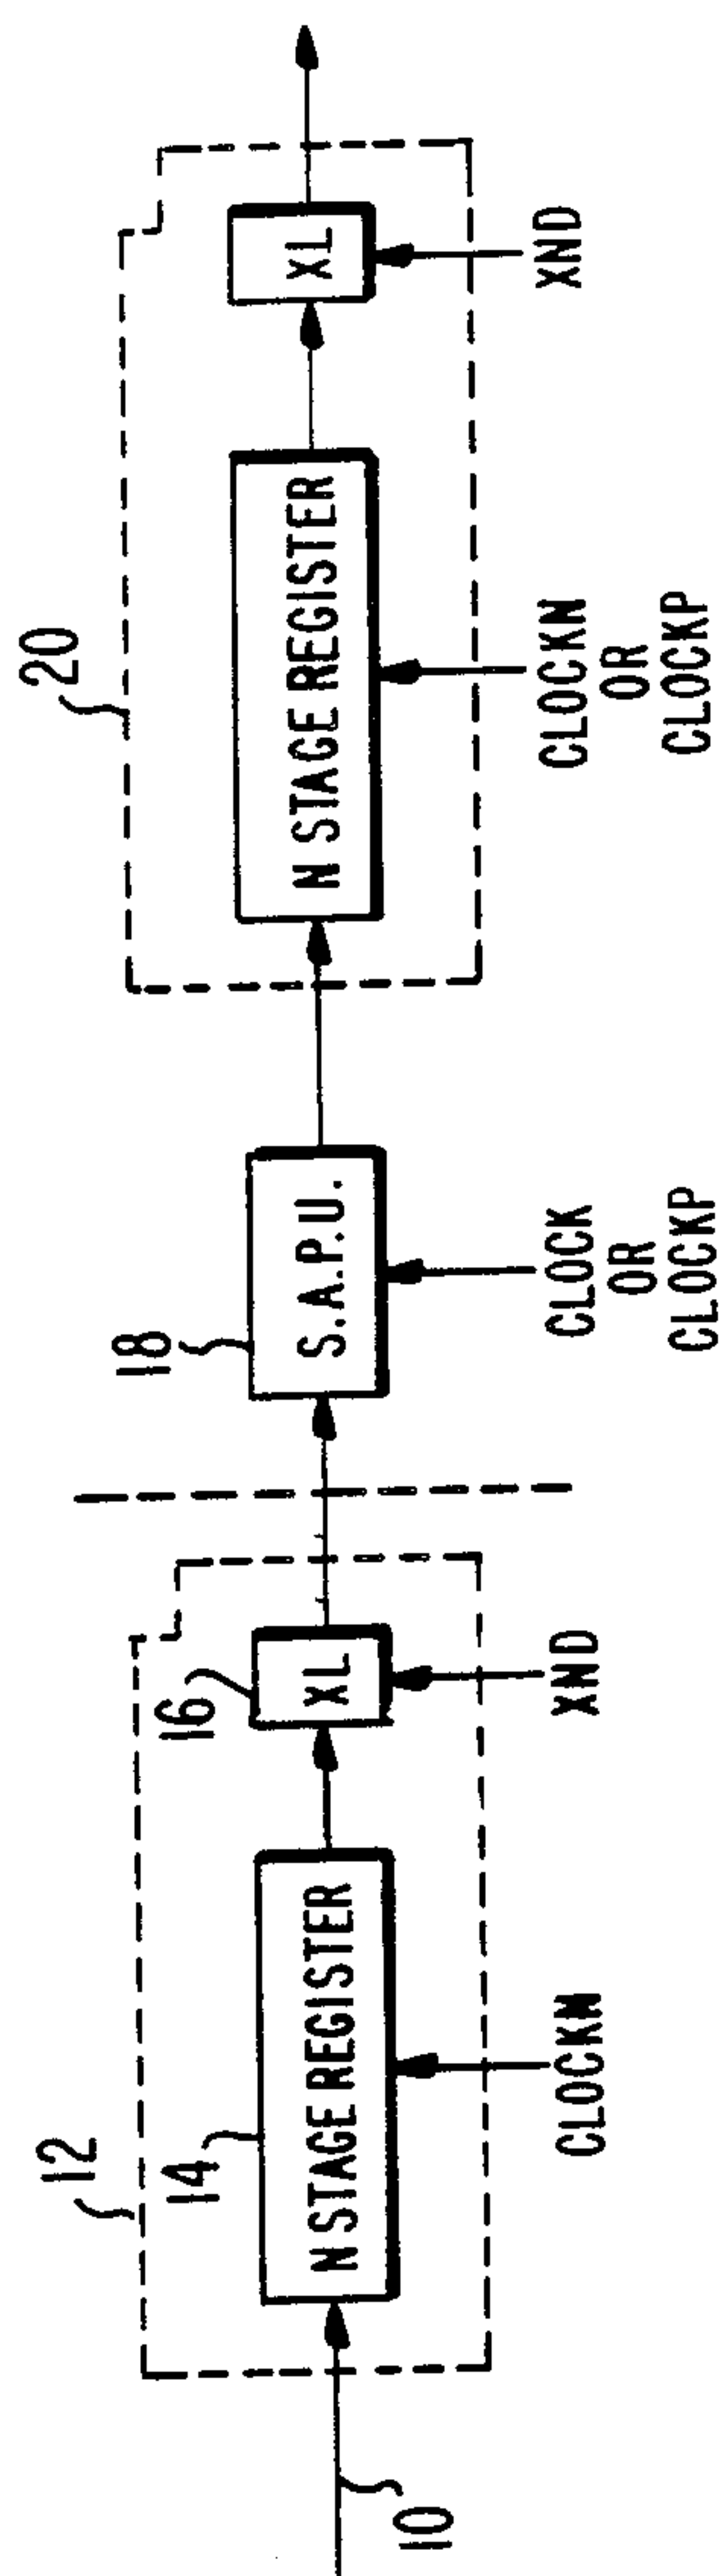 10
12
14
N STAGE REGISTER
CLOCKN
16
XL
XND
18
S.A.P.U.
CLOCK
OR
CLOCKP
20
N STAGE REGISTER
CLOCKN
OR
CLOCKP
XL
XND